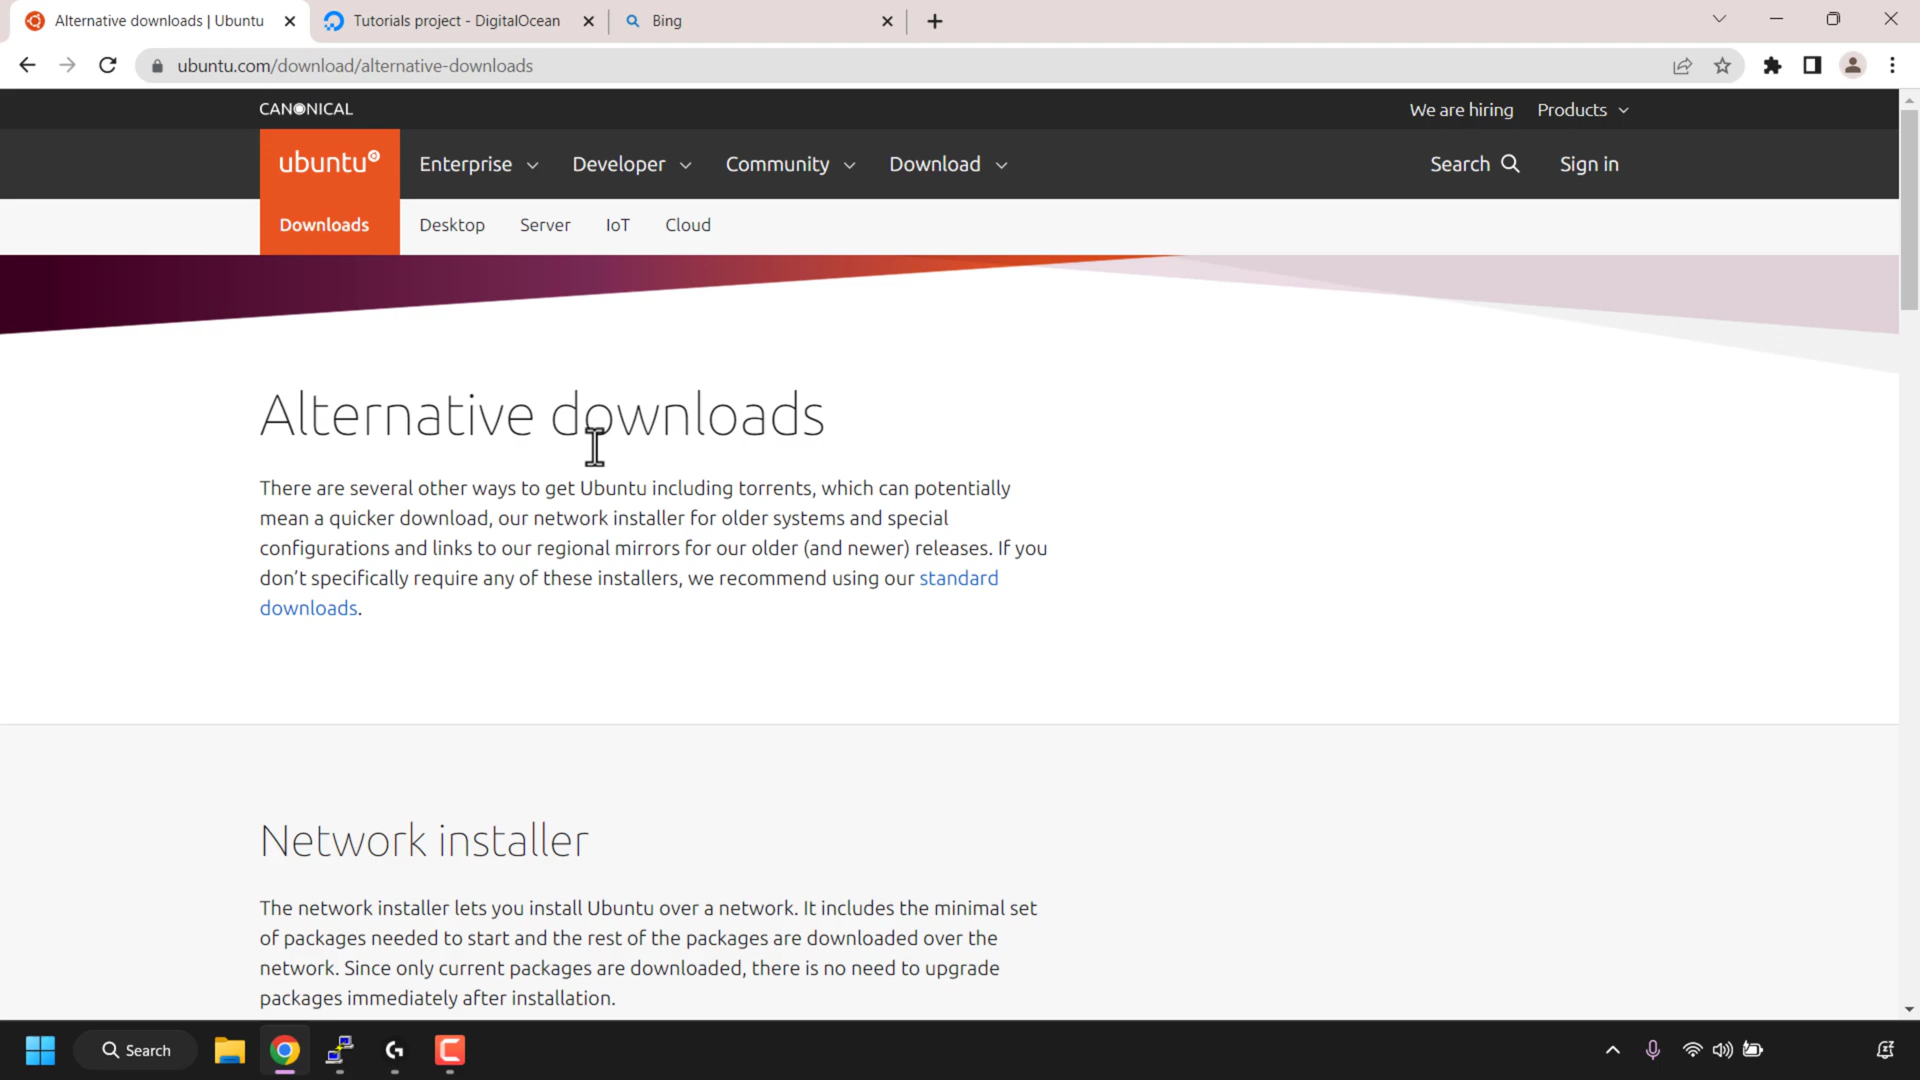 Alternative downloads | Ubuntu
Tutorials project - DigitalOcean
Bing
ubuntu.com/download/alternative-downloads
CANONICAL
We are hiring
Products
ubuntu
Enterprise
Developer
Community
Download
Search
Sign in
Downloads
Desktop
Server
IoT
Cloud
Alternative downloads
There are several other ways to get Ubuntu including torrents, which can potentially
mean a quicker download, our network installer for older systems and special
configurations and links to our regional mirrors for our older (and newer) releases. If you
don’t specifically require any of these installers, we recommend using our standard
downloads.
Network installer
The network installer lets you install Ubuntu over a network. It includes the minimal set
of packages needed to start and the rest of the packages are downloaded over the
network. Since only current packages are downloaded, there is no need to upgrade
packages immediately after installation.
Search